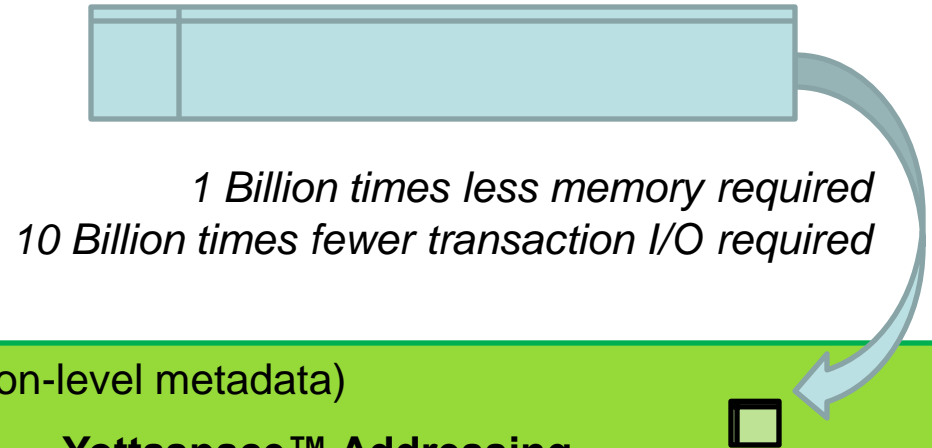 1 Billion times less memory required
10 Billion times fewer transaction I/O required
on-level metadata)
Yottaspace™ Addressing